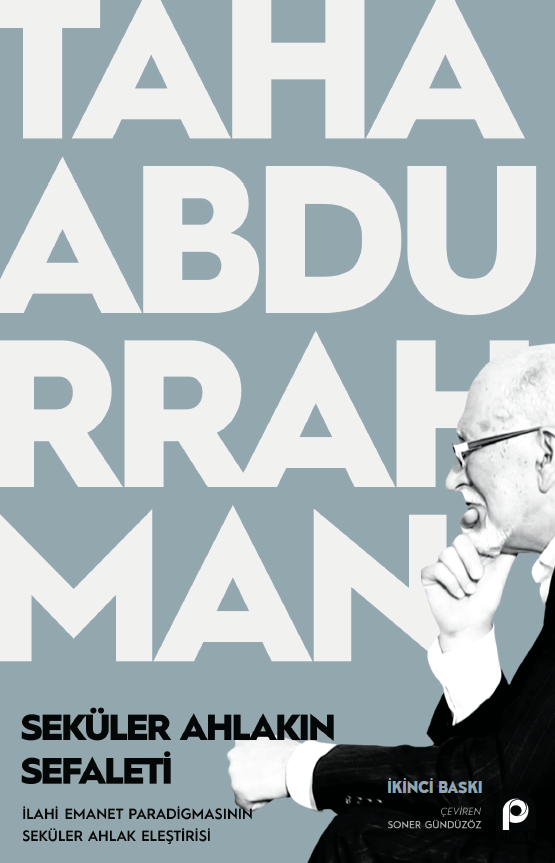 TAHA
ABDU
RRAH
MAN
SEKÜLER AHLAKIN
SEFALETİ
İLAHİ EMANET PARADİGMASININ
SEKÜLER AHLAK ELEŞTİRİSİ
İKİNCİ BASKI
ÇEVİREN
SONER GÜNDÜZÖZ
p